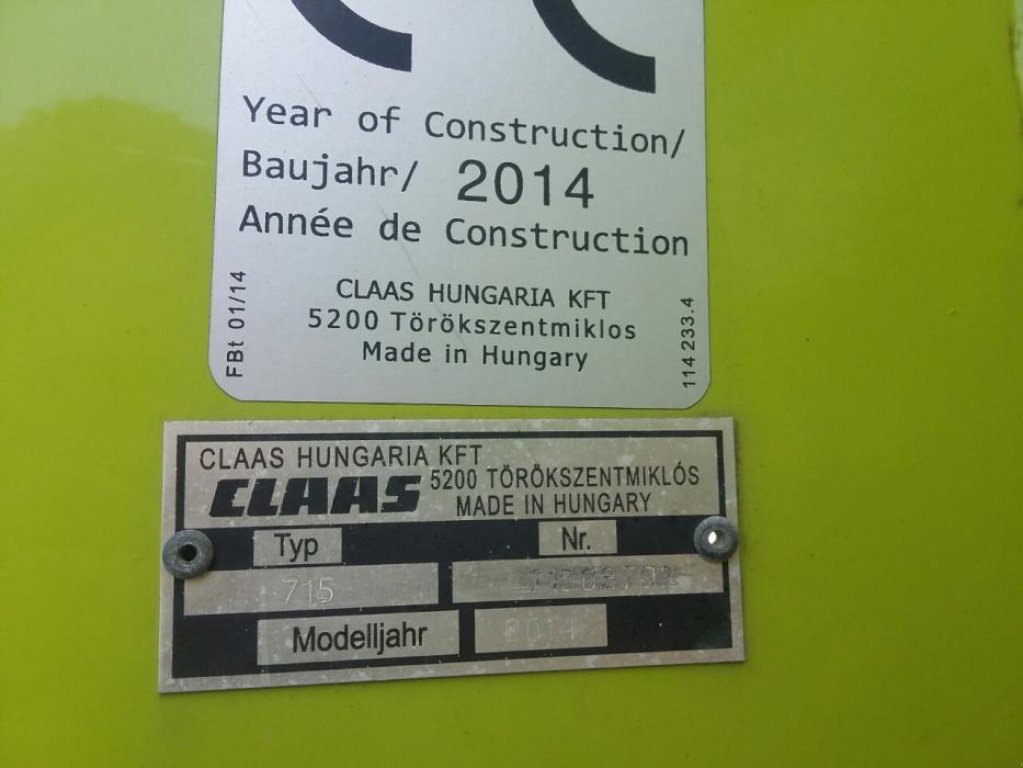 Year of Construction/
Baujahr/ 2014
Année de Construction
CLAAS HUNGARIA KFT
5200 Törökszentmiklos
Made in Hungary
FBt 01/14
114 233.4
CLAAS HUNGARIA KFT
CLAAS 5200 TÖRÖKSZENTMIKLÓS
MADE IN HUNGARY
Typ Nr.
715
Modelljahr 2014